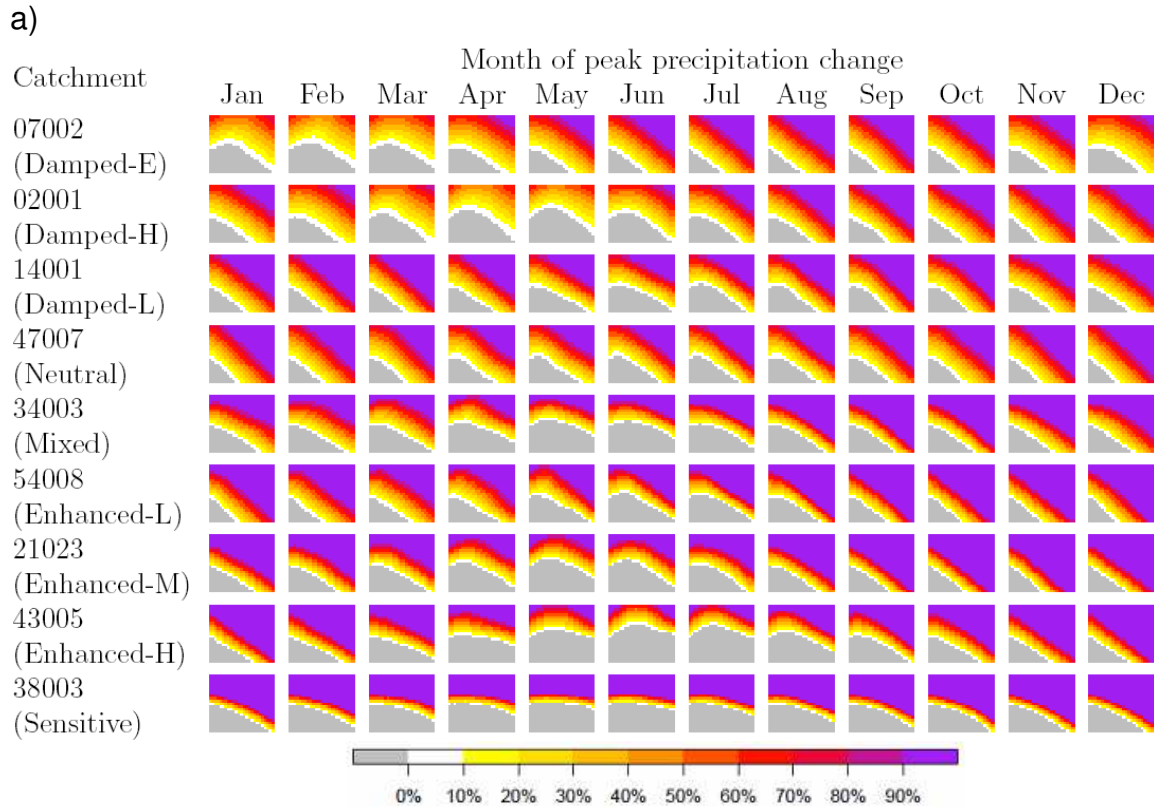 a)
Month of peak precipitation change
Catchment
Jan Feb Mar Apr May Jun Jul Aug Sep Oct Nov Dec
07002
(Damped-E)
02001
(Damped-H)
14001
(Damped-L)
47007
(Neutral)
34003
(Mixed)
54008
(Enhanced-L)
21023
(Enhanced-M)
43005
(Enhanced-H)
38003
(Sensitive)
0% 10% 20% 30% 40% 50% 60% 70% 80% 90%